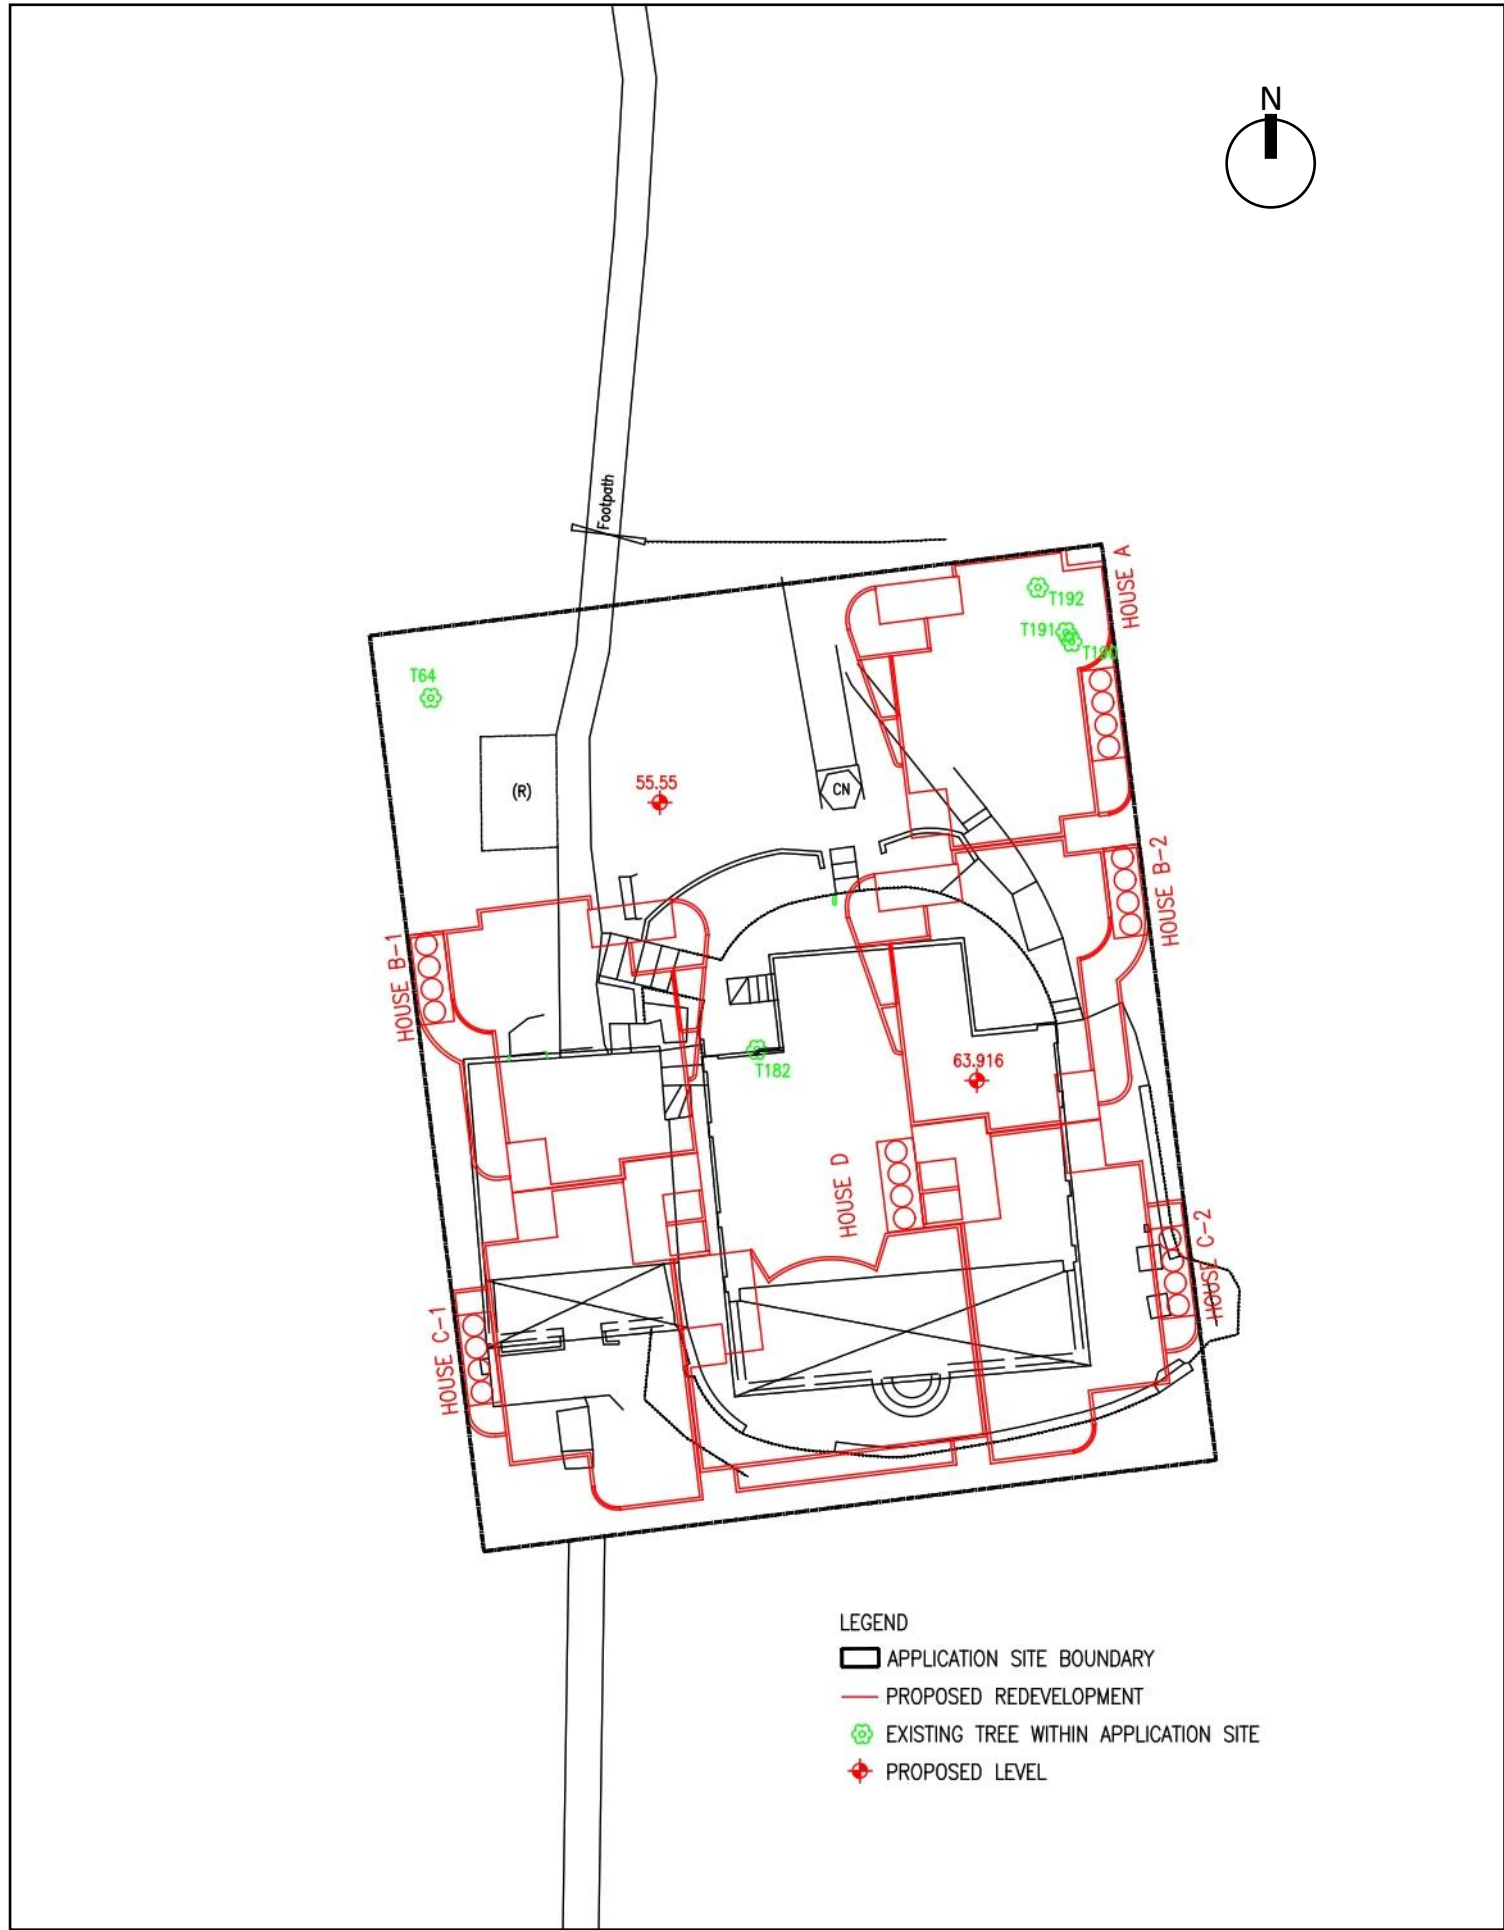 N
Footpath
HOUSE A
T192
T191
T190
T64
(R)
55.55
CN
HOUSE B-2
HOUSE B-1
T182
63.916
HOUSE D
HOUSE C-2
HOUSE C-1
LEGEND
APPLICATION SITE BOUNDARY
PROPOSED REDEVELOPMENT
EXISTING TREE WITHIN APPLICATION SITE
PROPOSED LEVEL